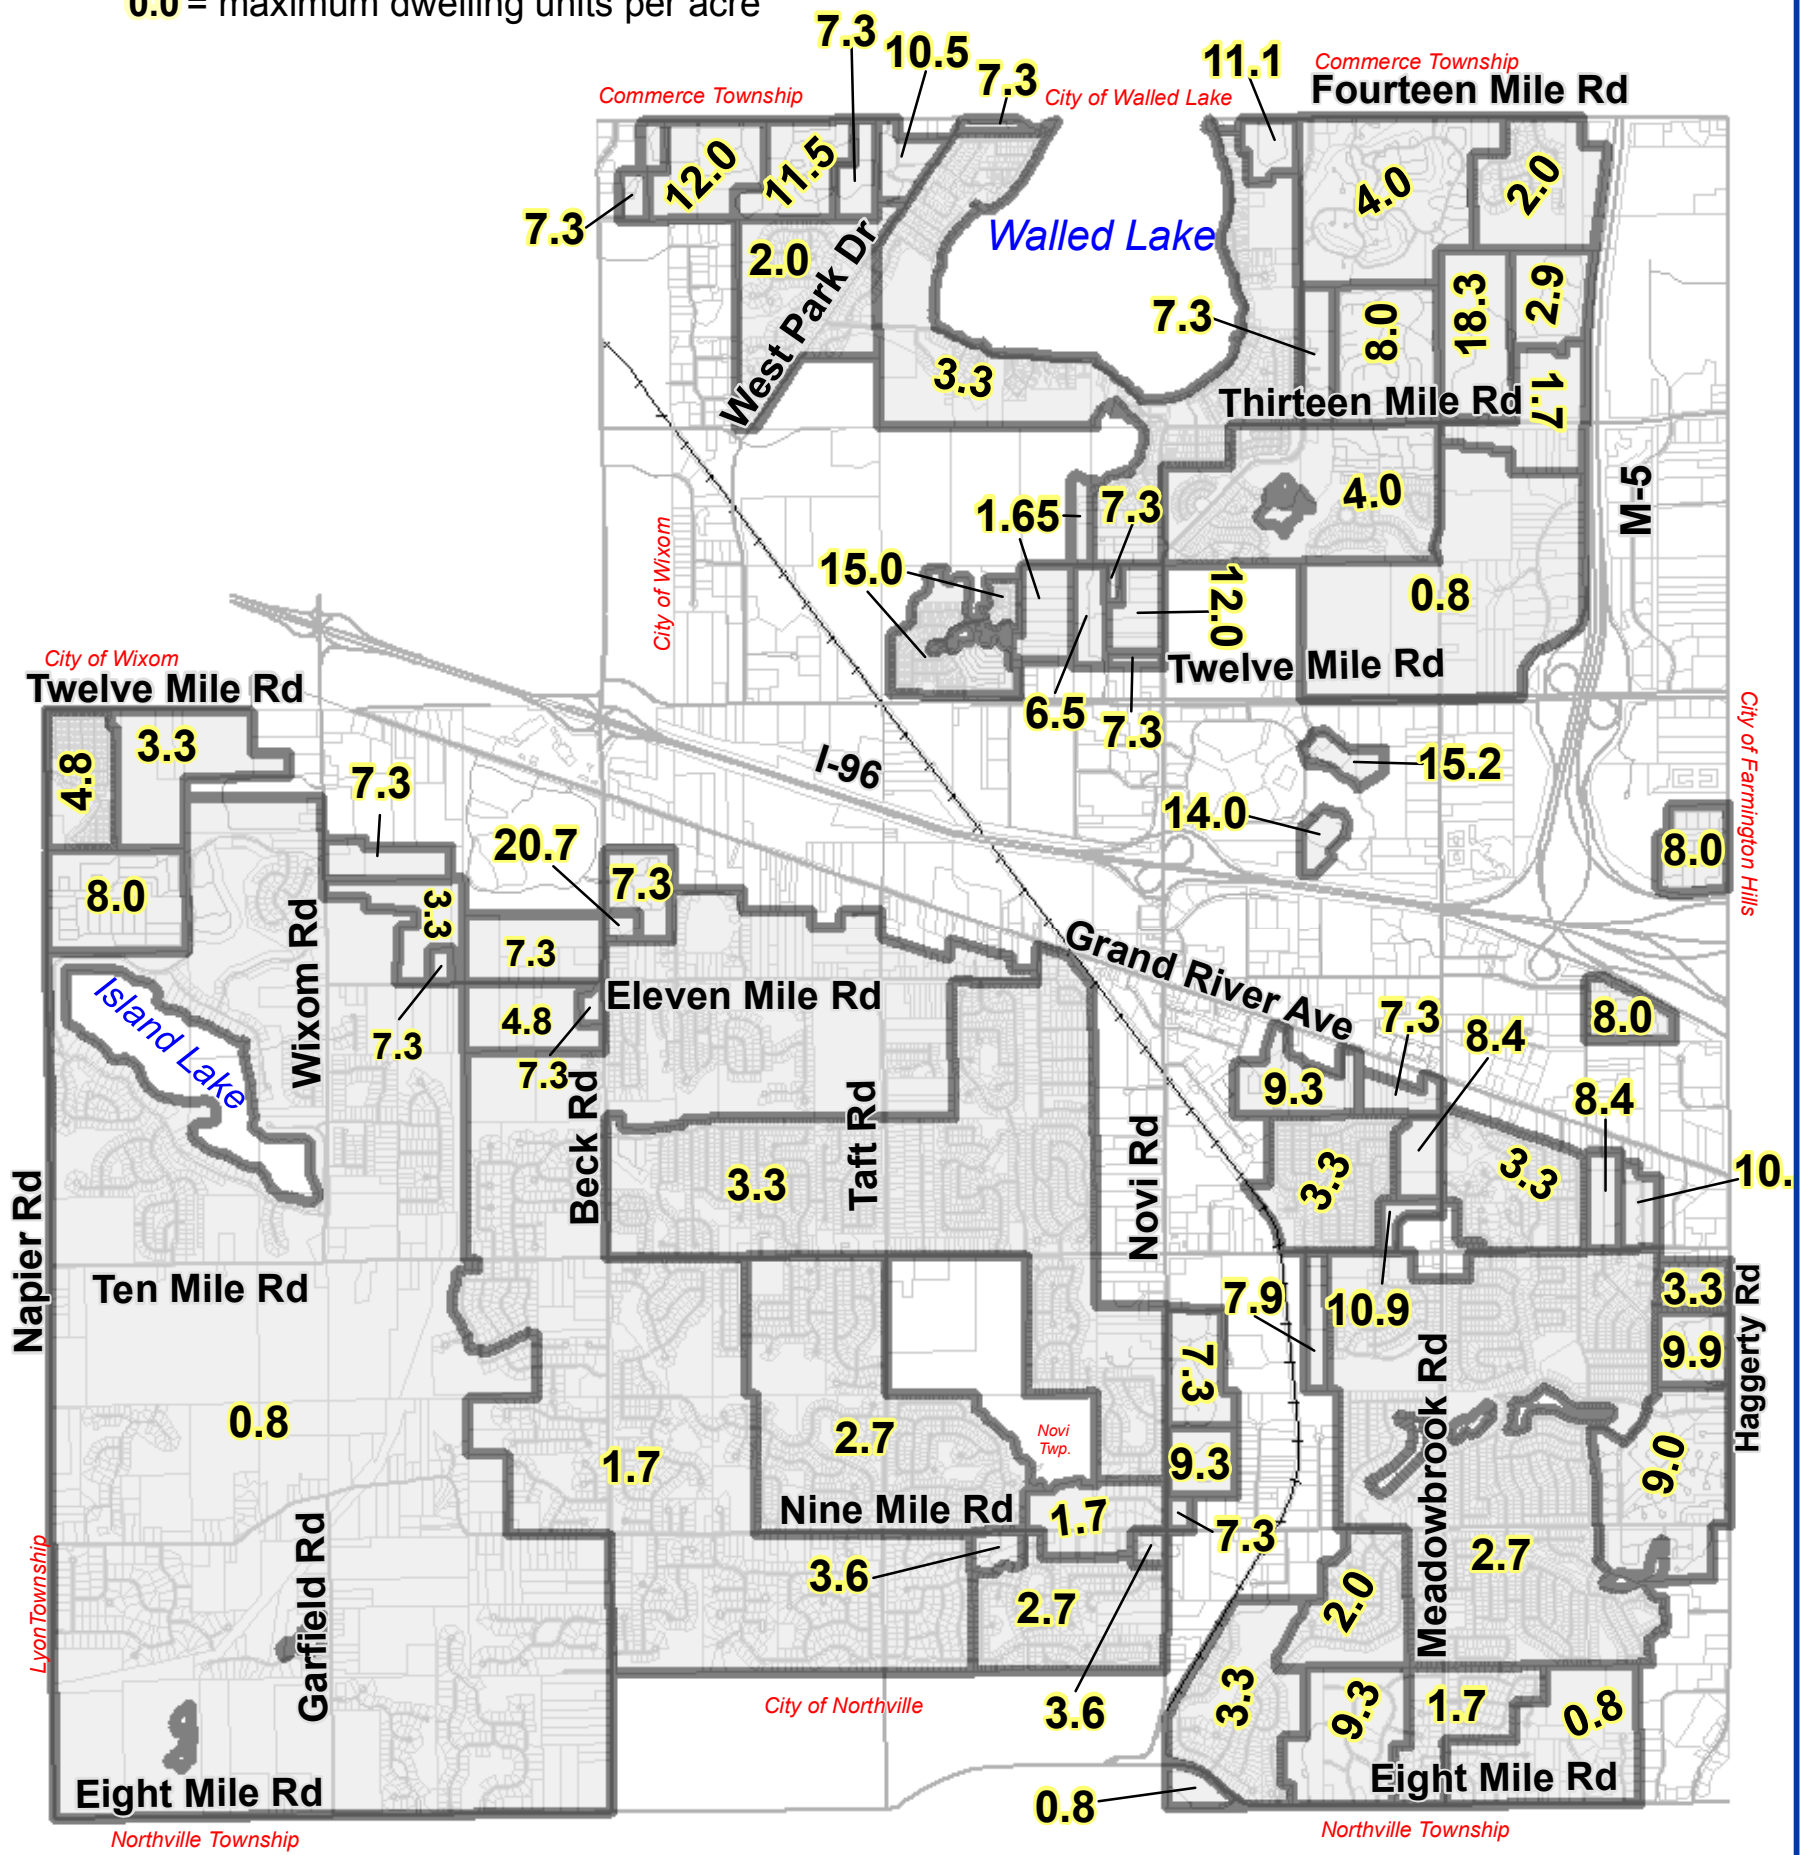 0.0 = maximum dwelling units per acre
7.3
10.5
7.3
11.1
Commerce Township
Fourteen Mile Rd
Commerce Township
City of Walled Lake
12.0
11.5
4.0
2.0
7.3
Walled Lake
2.0
West Park Dr
7.3
8.0
18.3
2.9
3.3
Thirteen Mile Rd
1.7
4.0
M-5
1.65
7.3
City of Wixom
15.0
12.0
0.8
City of Wixom
Twelve Mile Rd
Twelve Mile Rd
6.5
7.3
3.3
4.8
I-96
15.2
City of Farmington Hills
7.3
14.0
20.7
8.0
7.3
8.0
3.3
Wixom Rd
7.3
Grand River Ave
Island Lake
Eleven Mile Rd
4.8
7.3
7.3
8.0
7.3
8.4
9.3
8.4
Beck Rd
Taft Rd
Novi Rd
3.3
3.3
3.3
10.
Napier Rd
Ten Mile Rd
7.9
10.9
3.3
Haggerty Rd
9.9
7.3
Meadowbrook Rd
0.8
2.7
Novi
Twp.
1.7
9.3
9.0
Nine Mile Rd
1.7
7.3
2.7
Lyon Township
Garfield Rd
3.6
2.7
2.0
3.6
3.3
9.3
1.7
0.8
City of Northville
Eight Mile Rd
Eight Mile Rd
0.8
Northville Township
Northville Township